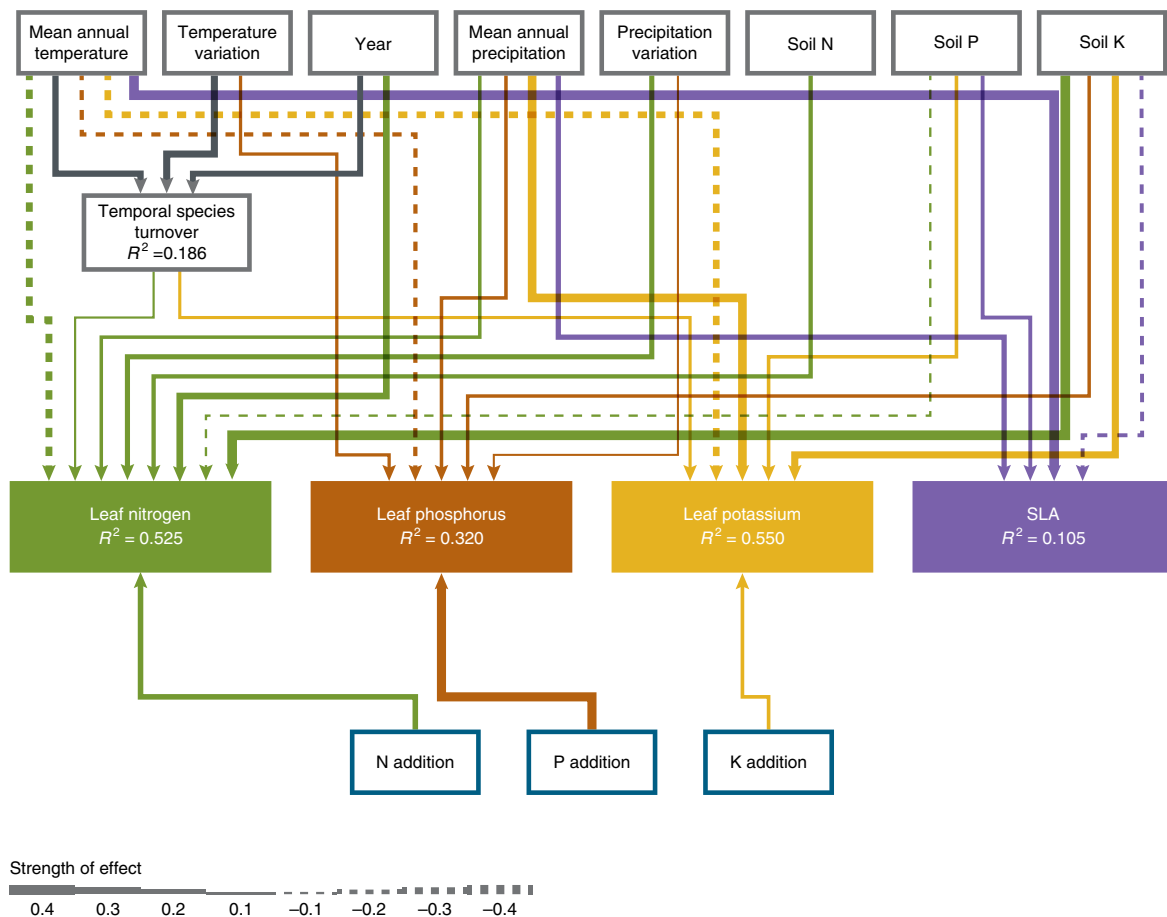 Mean annual
temperature
Temperature
variation
Year
Mean annual
precipitation
Precipitation
variation
Soil N
Soil P
Soil K
Temporal species
turnover
R² =0.186
Leaf nitrogen
R² = 0.525
Leaf phosphorus
R² = 0.320
Leaf potassium
R² = 0.550
SLA
R² = 0.105
N addition
P addition
K addition
Strength of effect
0.4 0.3 0.2 0.1 –0.1 –0.2 –0.3 –0.4